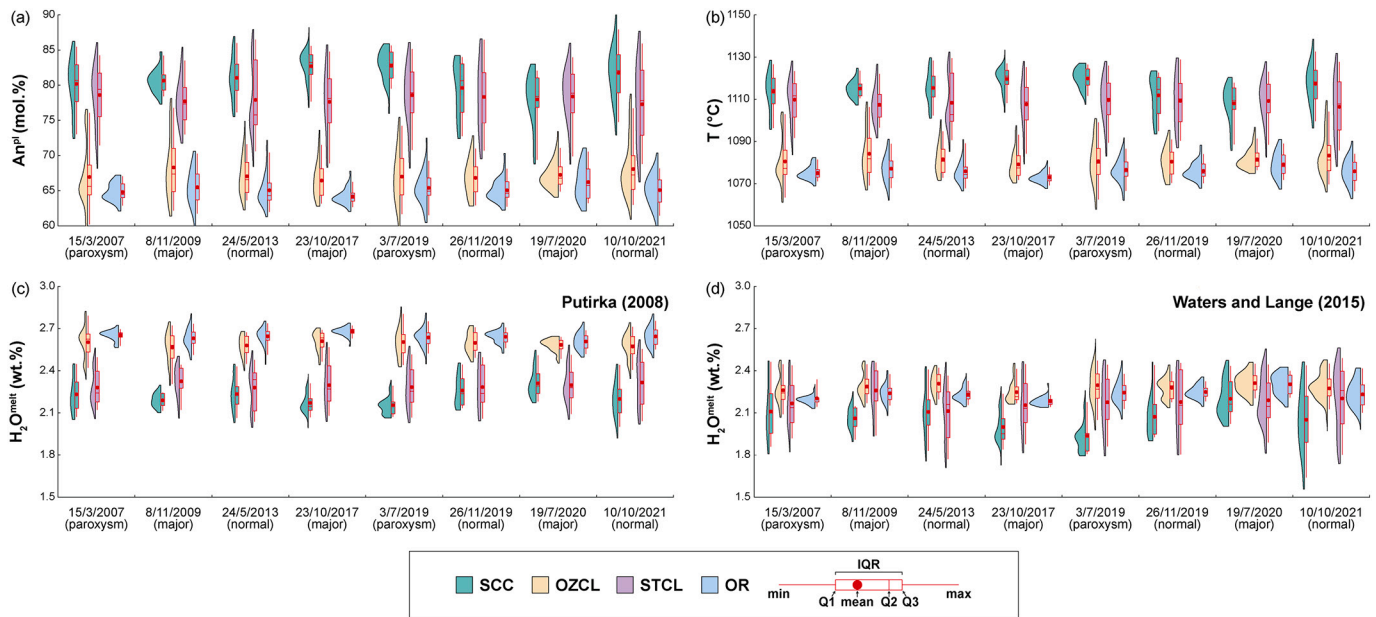 (a)
An^pl (mol.%)
90
85
80
75
70
65
60
15/3/2007
(paroxysm)
8/11/2009
(major)
24/5/2013
(normal)
23/10/2017
(major)
3/7/2019
(paroxysm)
26/11/2019
(normal)
19/7/2020
(major)
10/10/2021
(normal)
(b)
T (°C)
1150
1130
1110
1090
1070
1050
15/3/2007
(paroxysm)
8/11/2009
(major)
24/5/2013
(normal)
23/10/2017
(major)
3/7/2019
(paroxysm)
26/11/2019
(normal)
19/7/2020
(major)
10/10/2021
(normal)
(c)
Putirka (2008)
H₂O^melt (wt.%)
3.0
2.7
2.4
2.1
1.8
1.5
15/3/2007
(paroxysm)
8/11/2009
(major)
24/5/2013
(normal)
23/10/2017
(major)
3/7/2019
(paroxysm)
26/11/2019
(normal)
19/7/2020
(major)
10/10/2021
(normal)
(d)
Waters and Lange (2015)
H₂O^melt (wt.%)
3.0
2.7
2.4
2.1
1.8
1.5
15/3/2007
(paroxysm)
8/11/2009
(major)
24/5/2013
(normal)
23/10/2017
(major)
3/7/2019
(paroxysm)
26/11/2019
(normal)
19/7/2020
(major)
10/10/2021
(normal)
SCC OZCL STCL OR
IQR
min max
Q1 mean Q2 Q3